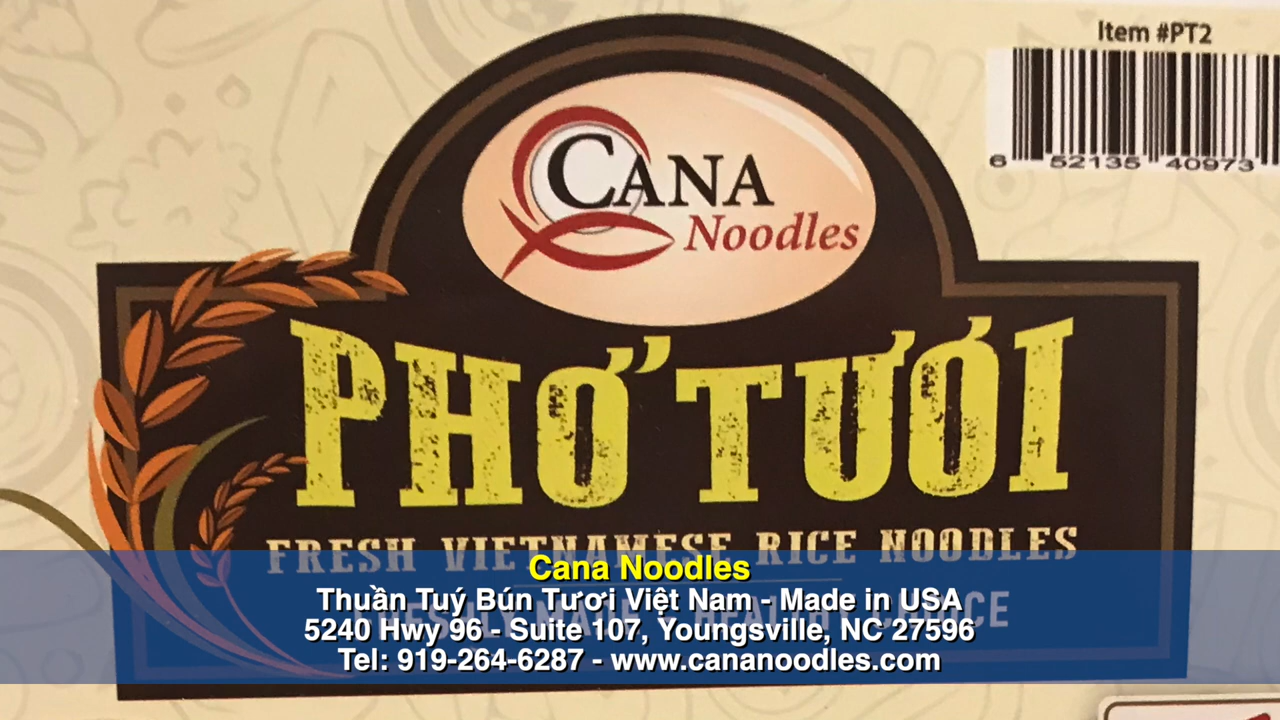 Item #PT2
6 52135 40973
CANA
Noodles
PHỞ TƯƠI
FRESH VIETNAMESE RICE NOODLES
Cana Noodles
Thuần Tuý Bún Tươi Việt Nam - Made in USA
5240 Hwy 96 - Suite 107, Youngsville, NC 27596
Tel: 919-264-6287 - www.cananoodles.com